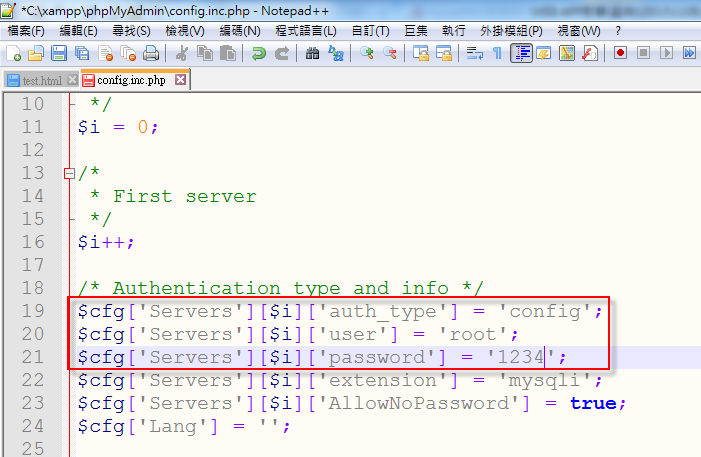 *C:\xampp\phpMyAdmin\config.inc.php - Notepad++
檔案(F) 編輯(E) 尋找(S) 檢視(V) 編碼(N) 程式語言(L) 設定(T) 巨集 執行 外掛模組(P) 視窗(W) ?
test.html config.inc.php
10 */
11 $i = 0;
12
13 /*
14 * First server
15 */
16 $i++;
17
18 /* Authentication type and info */
19 $cfg['Servers'][$i]['auth_type'] = 'config';
20 $cfg['Servers'][$i]['user'] = 'root';
21 $cfg['Servers'][$i]['password'] = '1234';
22 $cfg['Servers'][$i]['extension'] = 'mysqli';
23 $cfg['Servers'][$i]['AllowNoPassword'] = true;
24 $cfg['Lang'] = '';
25